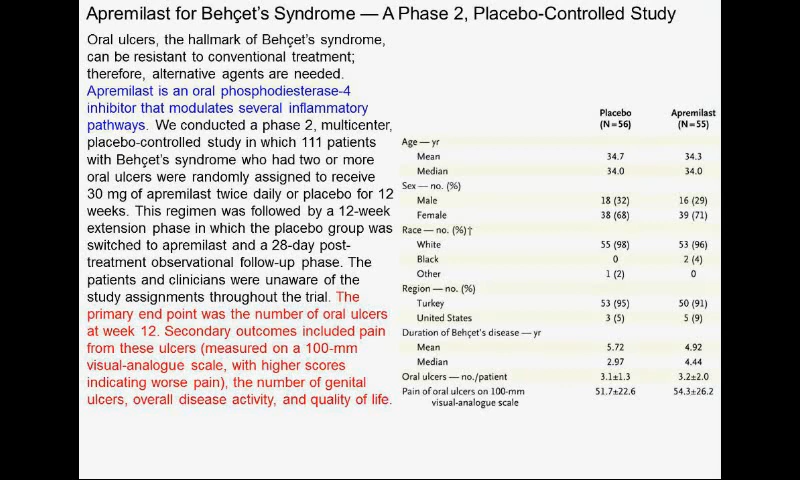 Apremilast for Behçet's Syndrome — A Phase 2, Placebo-Controlled Study
Oral ulcers, the hallmark of Behçet's syndrome,
can be resistant to conventional treatment;
therefore, alternative agents are needed.
Apremilast is an oral phosphodiesterase-4
inhibitor that modulates several inflammatory
pathways. We conducted a phase 2, multicenter,
placebo-controlled study in which 111 patients
with Behçet's syndrome who had two or more
oral ulcers were randomly assigned to receive
30 mg of apremilast twice daily or placebo for 12
weeks. This regimen was followed by a 12-week
extension phase in which the placebo group was
switched to apremilast and a 28-day post-
treatment observational follow-up phase. The
patients and clinicians were unaware of the
study assignments throughout the trial. The
primary end point was the number of oral ulcers
at week 12. Secondary outcomes included pain
from these ulcers (measured on a 100-mm
visual-analogue scale, with higher scores
indicating worse pain), the number of genital
ulcers, overall disease activity, and quality of life.
Placebo Apremilast
(N=56) (N=55)
Age — yr
Mean 34.7 34.3
Median 34.0 34.0
Sex — no. (%)
Male 18 (32) 16 (29)
Female 38 (68) 39 (71)
Race — no. (%)†
White 55 (98) 53 (96)
Black 0 2 (4)
Other 1 (2) 0
Region — no. (%)
Turkey 53 (95) 50 (91)
United States 3 (5) 5 (9)
Duration of Behçet's disease — yr
Mean 5.72 4.92
Median 2.97 4.44
Oral ulcers — no./patient 3.1±1.3 3.2±2.0
Pain of oral ulcers on 100-mm 51.7±22.6 54.3±26.2
visual-analogue scale